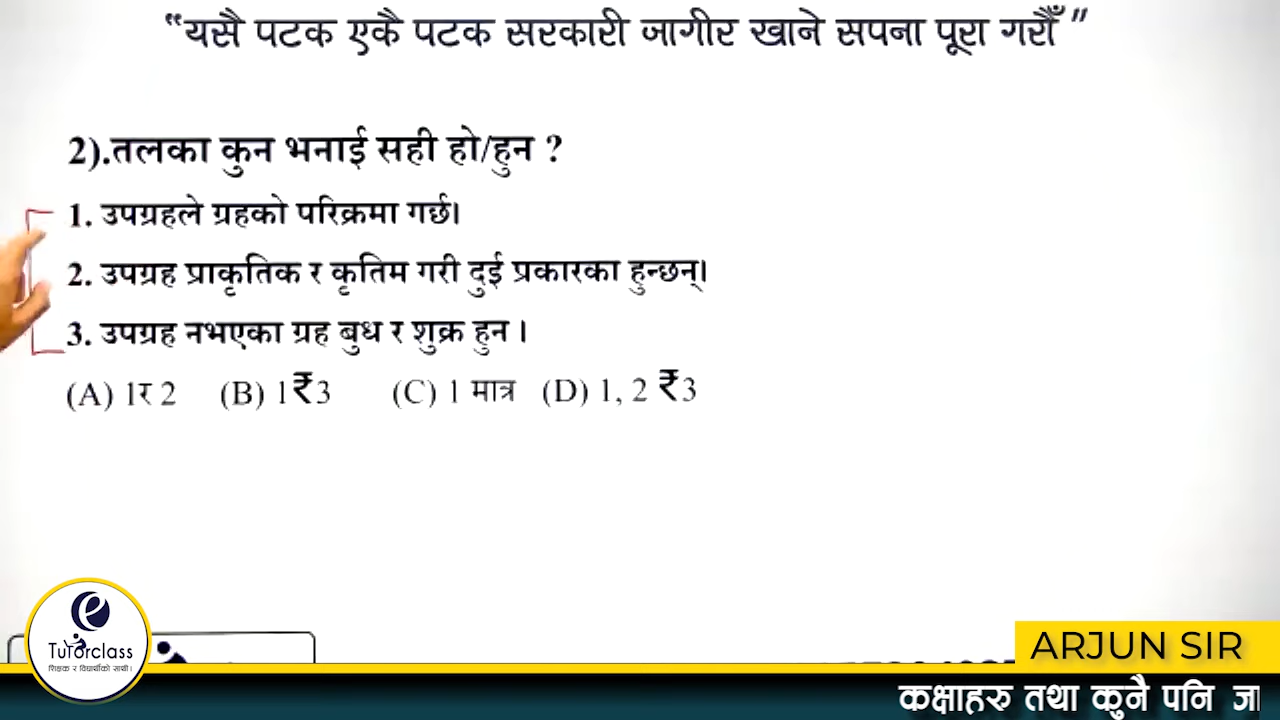 “यसै पटक एकै पटक सरकारी जागीर खाने सपना पूरा गरौँ”
2).तलका कुन भनाई सही हो/हुन ?
1. उपग्रहले ग्रहको परिक्रमा गर्छ।
2. उपग्रह प्राकृतिक र कृतिम गरी दुई प्रकारका हुन्छन्।
3. उपग्रह नभएका ग्रह बुध र शुक्र हुन ।
(A) 1र 2 (B) 1₹3 (C) 1 मात्र (D) 1, 2 ₹3
e
Tutorclass
शिक्षक र विद्यार्थीको साथी।
ARJUN SIR
कक्षाहरु तथा कुनै पनि जा